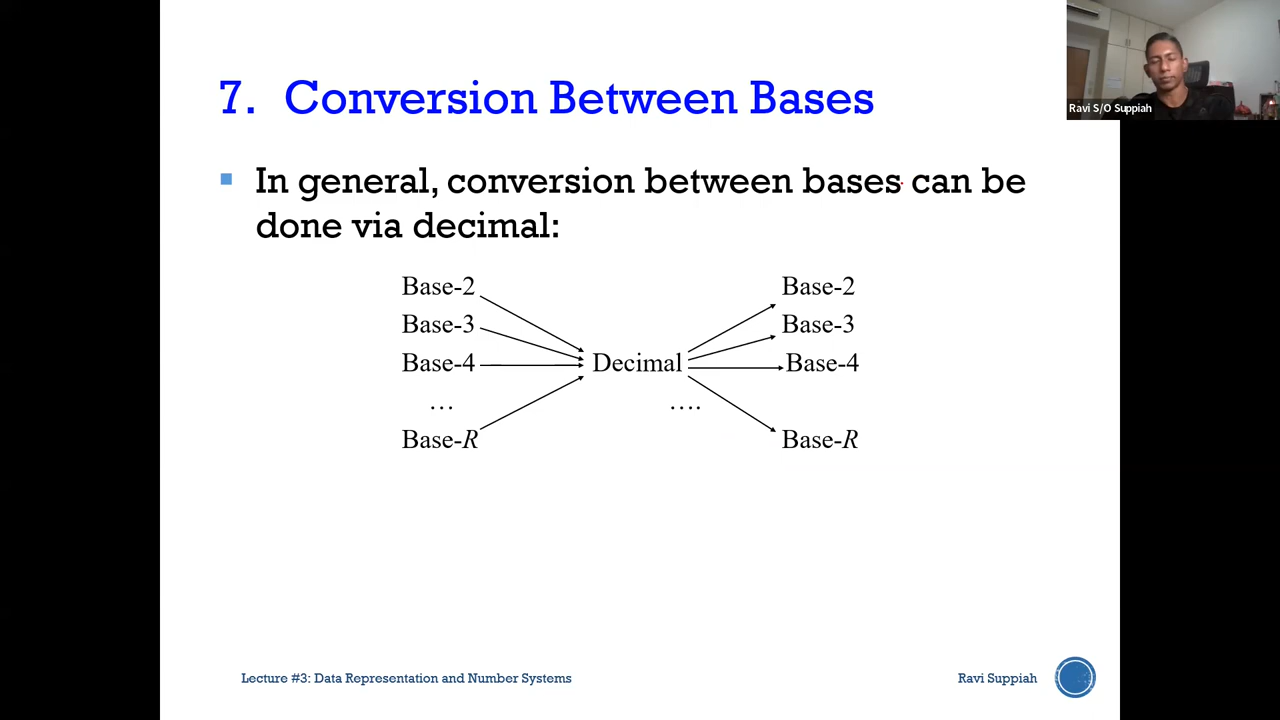 7. Conversion Between Bases
Ravi S/O Suppiah
In general, conversion between bases can be
done via decimal:
Base-2
Base-3
Base-4
…
Base-R
Decimal
….
Base-2
Base-3
Base-4
Base-R
Lecture #3: Data Representation and Number Systems
Ravi Suppiah